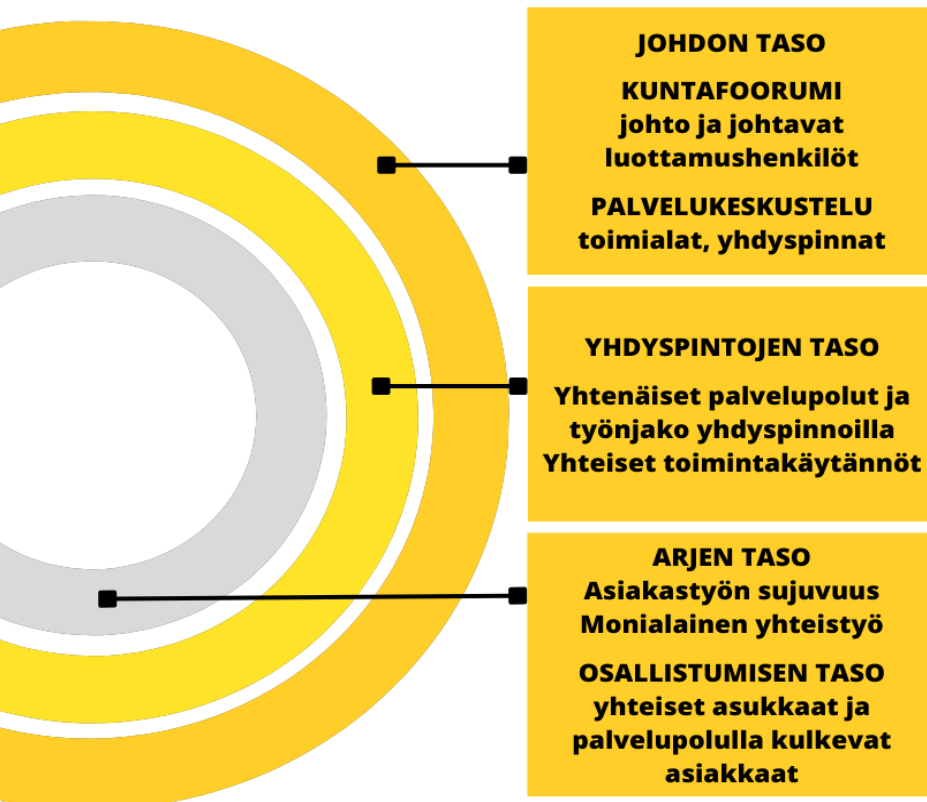 JOHDON TASO
KUNTAFOORUMI
johto ja johtavat
luottamushenkilöt
PALVELUKESKUSTELU
toimialat, yhdyspinnat
YHDYSPINTOJEN TASO
Yhtenäiset palvelupolut ja
työnjako yhdyspinnoilla
Yhteiset toimintakäytännöt
ARJEN TASO
Asiakastyön sujuvuus
Monialainen yhteistyö
OSALLISTUMISEN TASO
yhteiset asukkaat ja
palvelupolulla kulkevat
asiakkaat